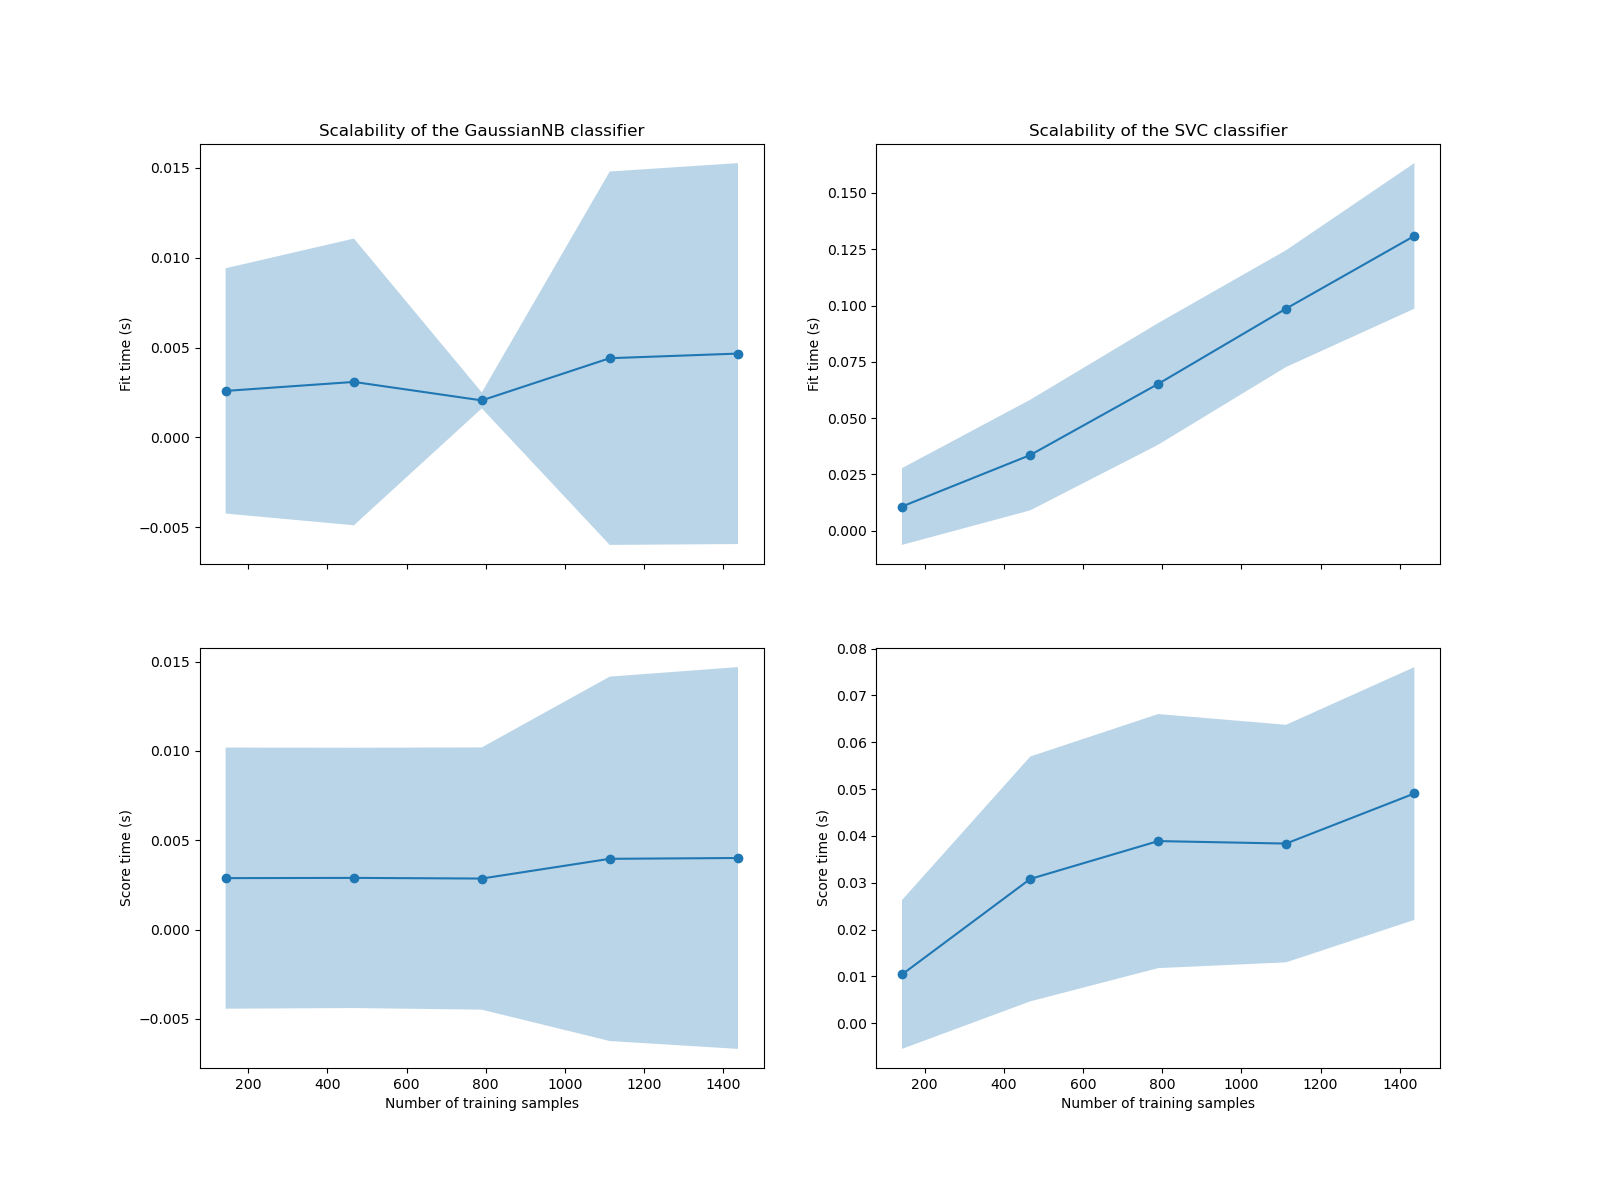 Scalability of the GaussianNB classifier
0.015
0.010
0.005
0.000
−0.005
Fit time (s)
Scalability of the SVC classifier
0.150
0.125
0.100
0.075
0.050
0.025
0.000
Fit time (s)
0.015
0.010
0.005
0.000
−0.005
Score time (s)
200 400 600 800 1000 1200 1400
Number of training samples
0.08
0.07
0.06
0.05
0.04
0.03
0.02
0.01
0.00
Score time (s)
200 400 600 800 1000 1200 1400
Number of training samples